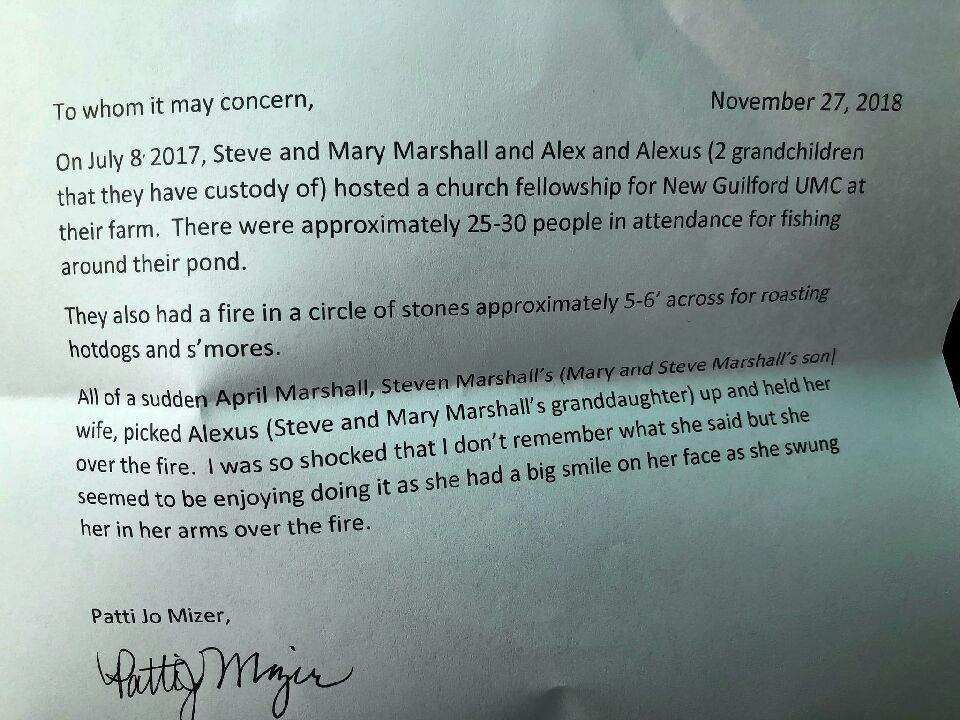 To whom it may concern, November 27, 2018
On July 8, 2017, Steve and Mary Marshall and Alex and Alexus (2 grandchildren
that they have custody of) hosted a church fellowship for New Guilford UMC at
their farm. There were approximately 25-30 people in attendance for fishing
around their pond.
They also had a fire in a circle of stones approximately 5-6' across for roasting
hotdogs and s'mores.
All of a sudden April Marshall, Steven Marshall's (Mary and Steve Marshall's son)
wife, picked Alexus (Steve and Mary Marshall's granddaughter) up and held her
over the fire. I was so shocked that I don't remember what she said but she
seemed to be enjoying doing it as she had a big smile on her face as she swung
her in her arms over the fire.
Patti Jo Mizer,
Patti J Mizer